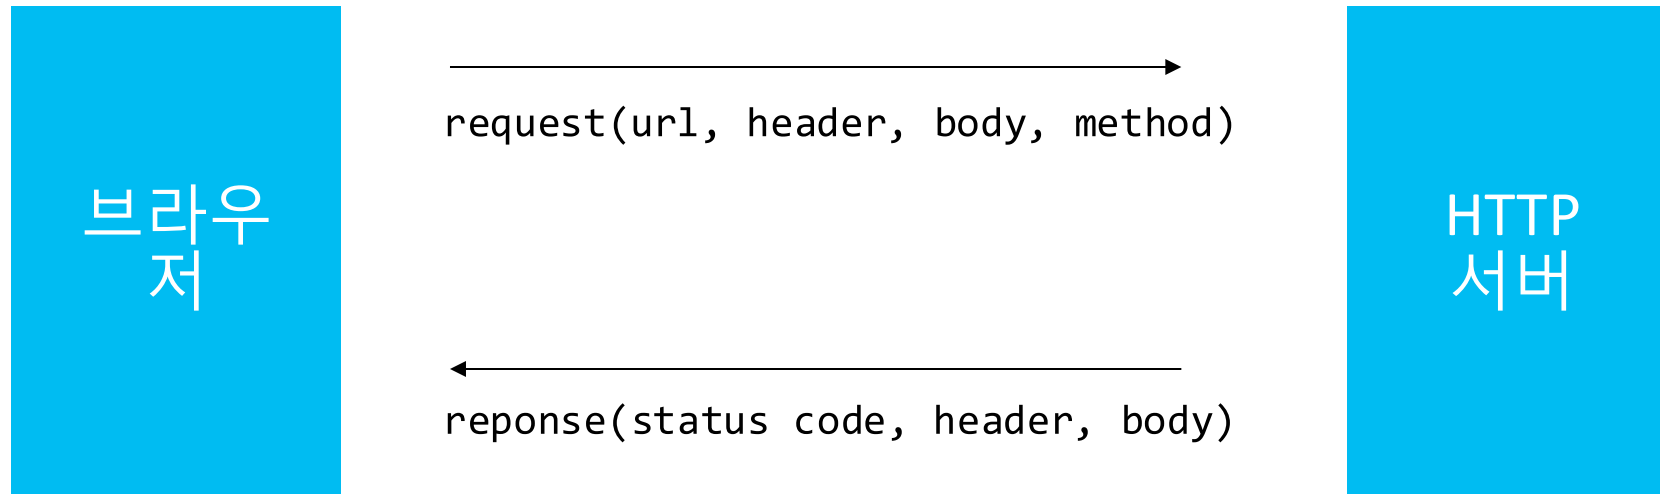 브라우
저
request(url, header, body, method)
HTTP
서버
reponse(status code, header, body)